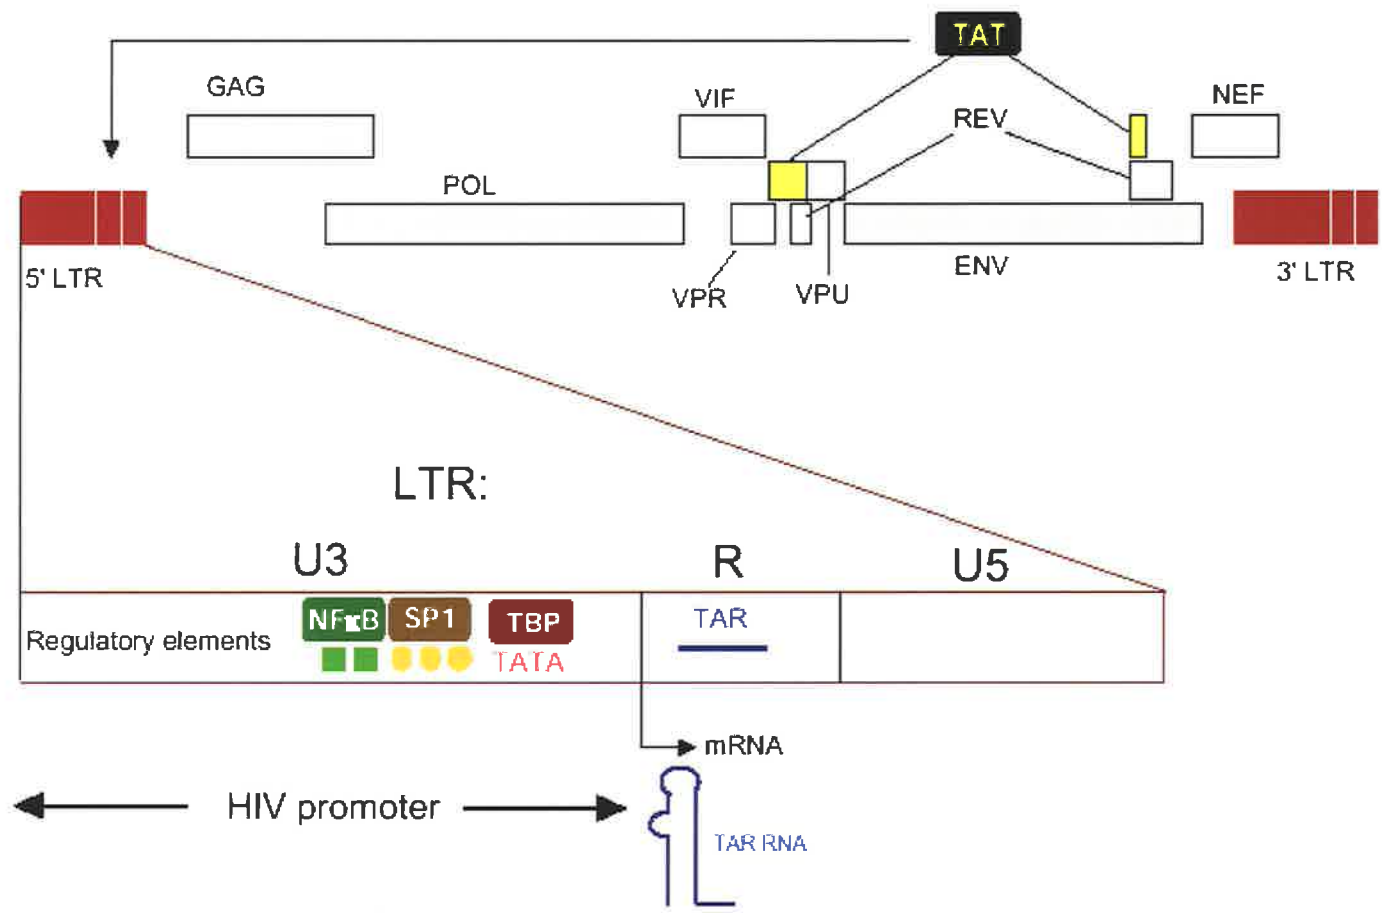 TAT
GAG
VIF
REV
NEF
POL
5' LTR
VPR
VPU
ENV
3' LTR
LTR:
U3
R
U5
Regulatory elements
NFκB
SP1
TBP
TATA
TAR
mRNA
HIV promoter
TAR RNA